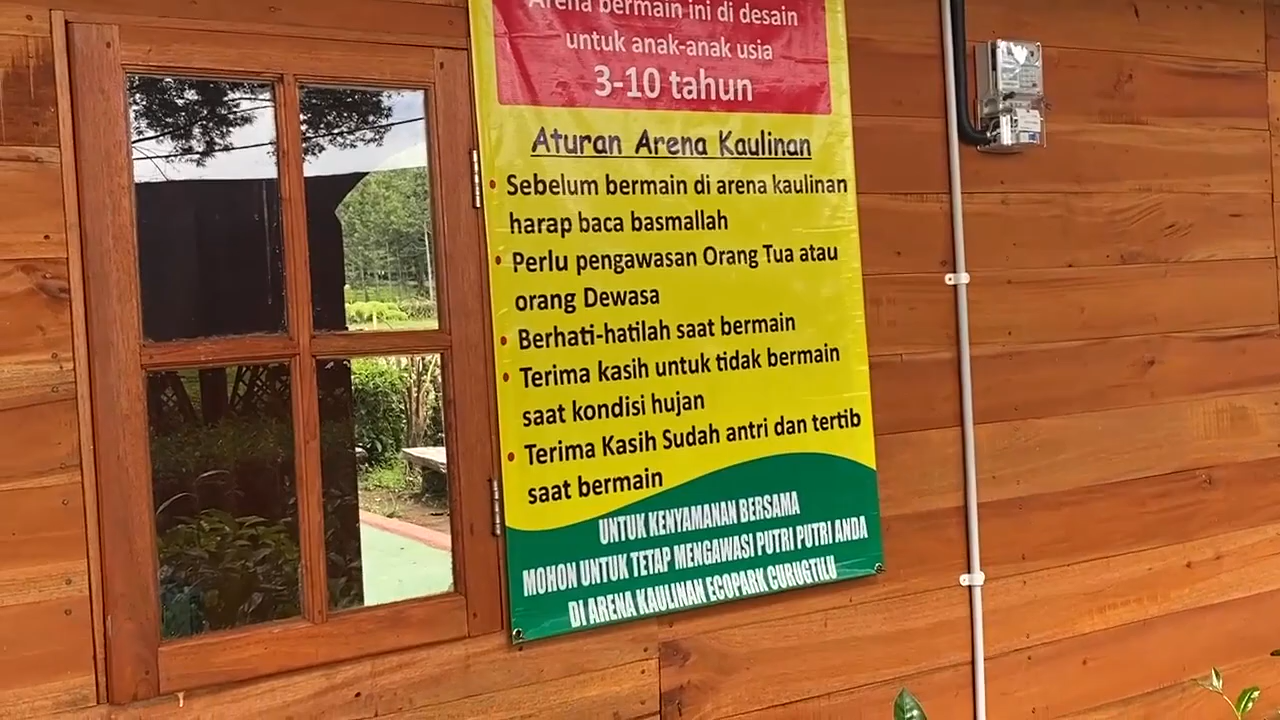 Arena bermain ini di desain
untuk anak-anak usia
3-10 tahun
Aturan Arena Kaulinan
• Sebelum bermain di arena kaulinan
harap baca basmallah
• Perlu pengawasan Orang Tua atau
orang Dewasa
• Berhati-hatilah saat bermain
• Terima kasih untuk tidak bermain
saat kondisi hujan
• Terima Kasih Sudah antri dan tertib
saat bermain
UNTUK KENYAMANAN BERSAMA
MOHON UNTUK TETAP MENGAWASI PUTRI PUTRI ANDA
DI ARENA KAULINAN ECOPARK CURUGTILU